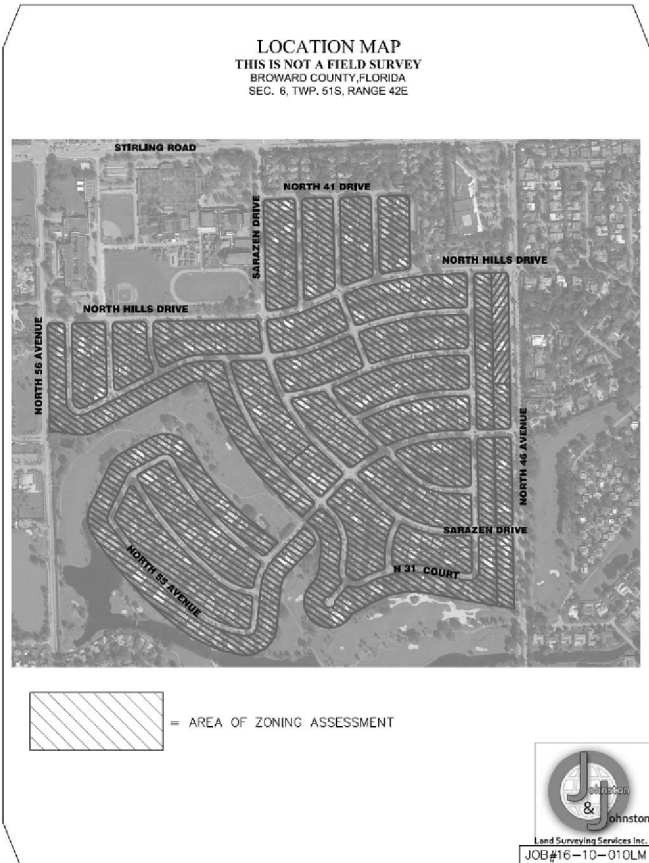 LOCATION MAP
THIS IS NOT A FIELD SURVEY
BROWARD COUNTY,FLORIDA
SEC. 6, TWP. 51S, RANGE 42E
STIRLING ROAD
NORTH 41 DRIVE
SARAZEN DRIVE
NORTH HILLS DRIVE
NORTH HILLS DRIVE
NORTH 56 AVENUE
NORTH 46 AVENUE
SARAZEN DRIVE
N 31 COURT
NORTH 55 AVENUE
= AREA OF ZONING ASSESSMENT
Johnston
&
Johnston
Land Surveying Services Inc.
JOB#16-10-010LM